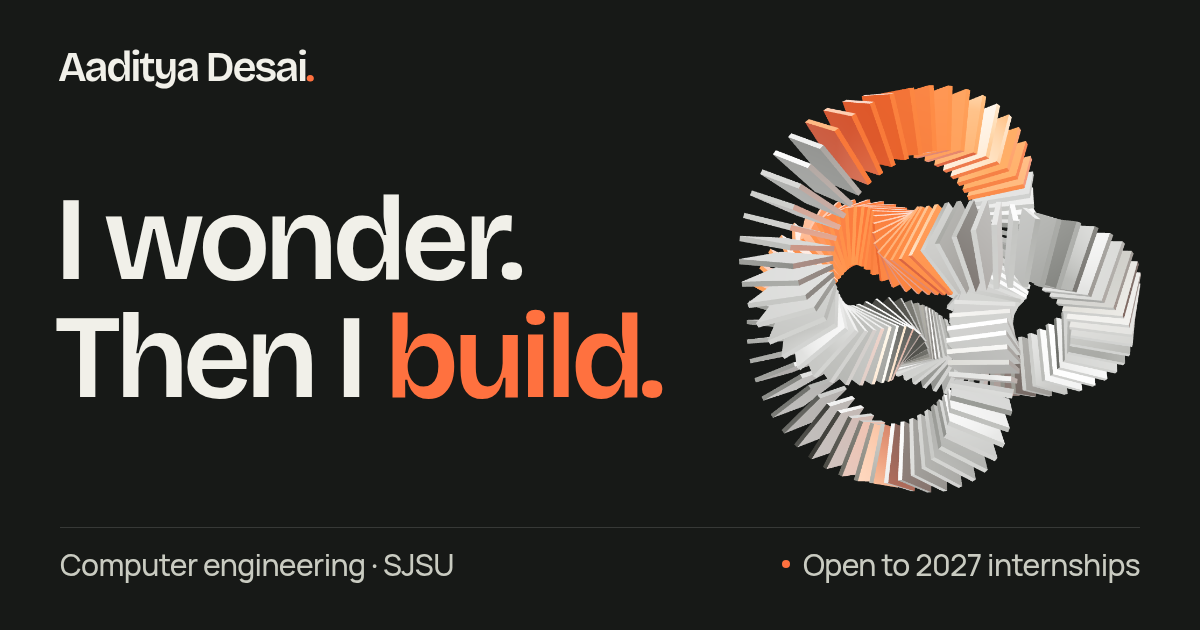 Aaditya Desai.
I wonder.
Then I build.
Computer engineering · SJSU
• Open to 2027 internships